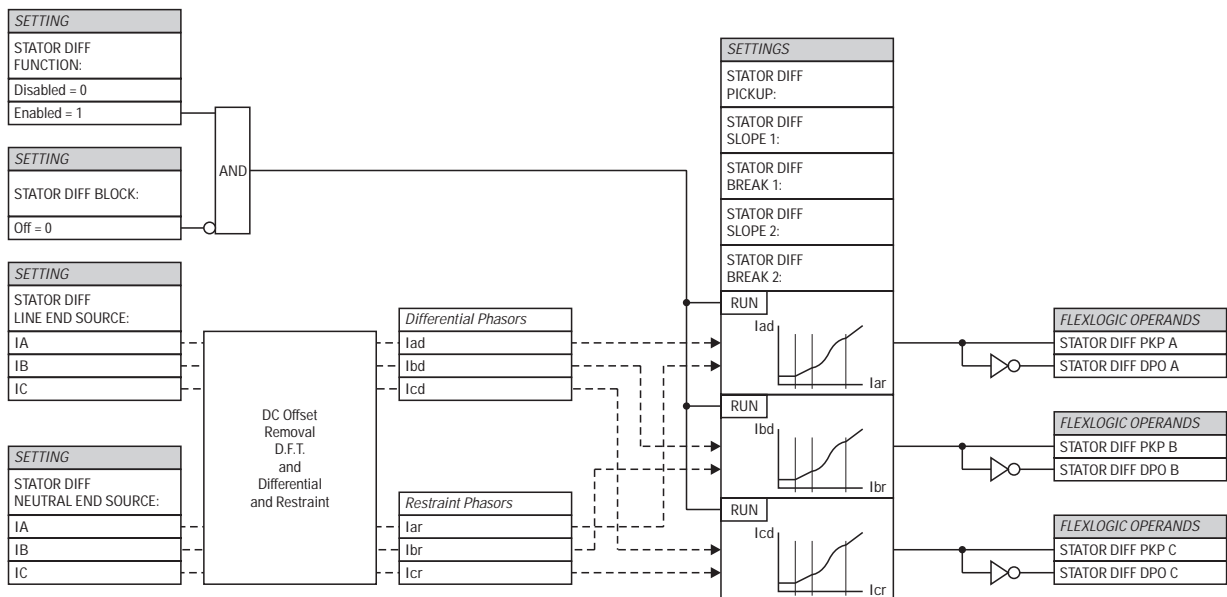 SETTING
STATOR DIFF
FUNCTION:
Disabled = 0
Enabled = 1
SETTING
STATOR DIFF BLOCK:
Off = 0
AND
SETTING
STATOR DIFF
LINE END SOURCE:
IA
IB
IC
SETTING
STATOR DIFF
NEUTRAL END SOURCE:
IA
IB
IC
DC Offset
Removal
D.F.T.
and
Differential
and Restraint
Differential Phasors
Iad
Ibd
Icd
Restraint Phasors
Iar
Ibr
Icr
SETTINGS
STATOR DIFF
PICKUP:
STATOR DIFF
SLOPE 1:
STATOR DIFF
BREAK 1:
STATOR DIFF
SLOPE 2:
STATOR DIFF
BREAK 2:
RUN
Iad
Iar
RUN
Ibd
Ibr
RUN
Icd
Icr
FLEXLOGIC OPERANDS
STATOR DIFF PKP A
STATOR DIFF DPO A
FLEXLOGIC OPERANDS
STATOR DIFF PKP B
STATOR DIFF DPO B
FLEXLOGIC OPERANDS
STATOR DIFF PKP C
STATOR DIFF DPO C